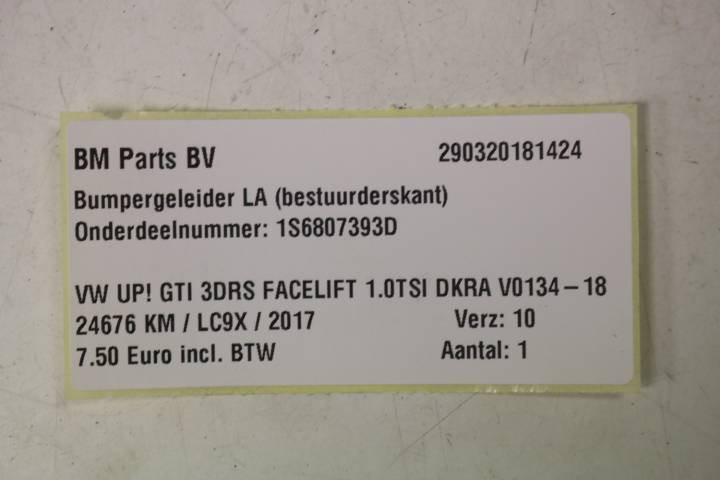 BM Parts BV 290320181424
Bumpergeleider LA (bestuurderskant)
Onderdeelnummer: 1S6807393D
VW UP! GTI 3DRS FACELIFT 1.0TSI DKRA V0134-18
24676 KM / LC9X / 2017 Verz: 10
7.50 Euro incl. BTW Aantal: 1